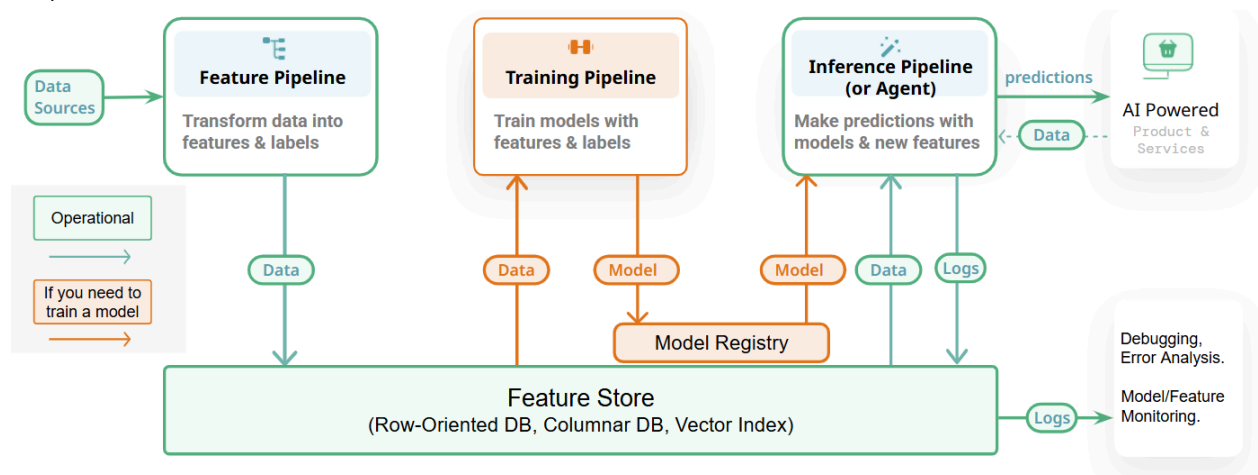 Data
Sources
Feature Pipeline
Transform data into
features & labels
Training Pipeline
Train models with
features & labels
Inference Pipeline
(or Agent)
Make predictions with
models & new features
predictions
Data
AI Powered
Product &
Services
Operational
If you need to
train a model
Data
Data
Model
Model
Data
Logs
Model Registry
Feature Store
(Row-Oriented DB, Columnar DB, Vector Index)
Logs
Debugging,
Error Analysis.
Model/Feature
Monitoring.